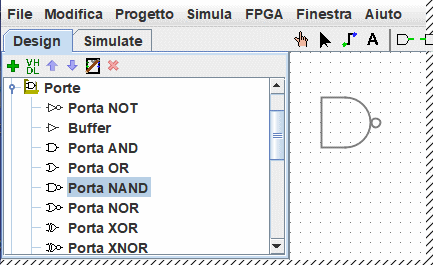 File Modifica Progetto Simula FPGA Finestra Aiuto
Design Simulate
VH
DL
A
Porte
Porta NOT
Buffer
Porta AND
Porta OR
Porta NAND
Porta NOR
Porta XOR
Porta XNOR